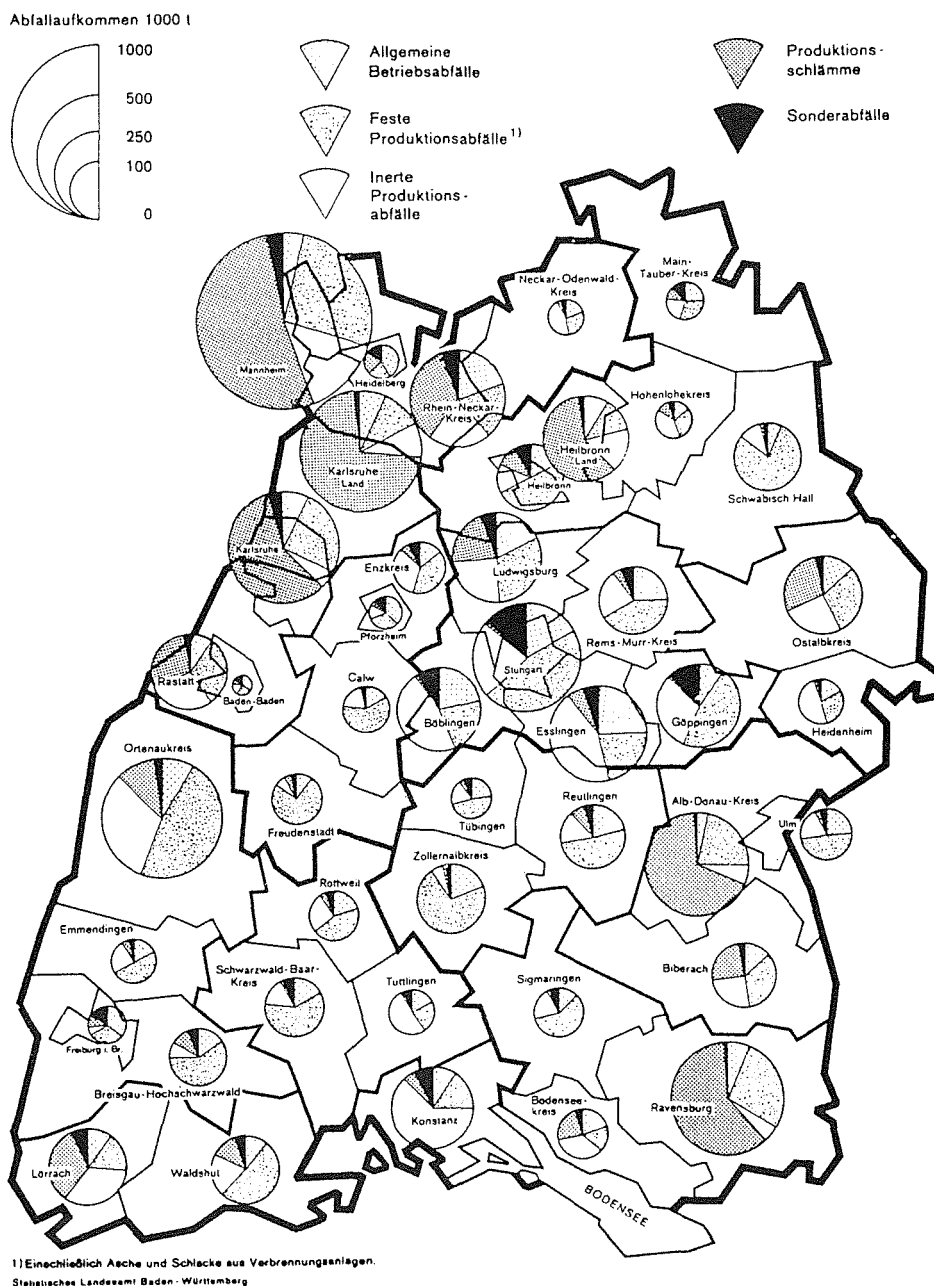 Abfallaufkommen 1000 t
1000
500
250
100
0
Allgemeine
Betriebsabfälle
Feste
Produktionsabfälle 1)
Inerte
Produktions-
abfälle
Produktions-
schlämme
Sonderabfälle
Main-
Tauber-Kreis
Neckar-Odenwald-
Kreis
Mannheim
Heidelberg
Rhein-Neckar-
Kreis
Hohenlohekreis
Heilbronn
Land
Karlsruhe
Land
Heilbronn
Schwäbisch Hall
Karlsruhe
Enzkreis
Ludwigsburg
Pforzheim
Rems-Murr-Kreis
Ostalbkreis
Rastatt
Baden-Baden
Calw
Böblingen
Esslingen
Göppingen
Heidenheim
Ortenaukreis
Freudenstadt
Tübingen
Reutlingen
Alb-Donau-Kreis
Ulm
Zollernalbkreis
Rottweil
Emmendingen
Schwarzwald-Baar-
Kreis
Tuttlingen
Sigmaringen
Biberach
Freiburg i. Br.
Breisgau-Hochschwarzwald
Konstanz
Bodensee-
kreis
Ravensburg
Lörrach
Waldshut
BODENSEE
1) Einschließlich Asche und Schlacke aus Verbrennungsanlagen.
Statistisches Landesamt Baden-Württemberg